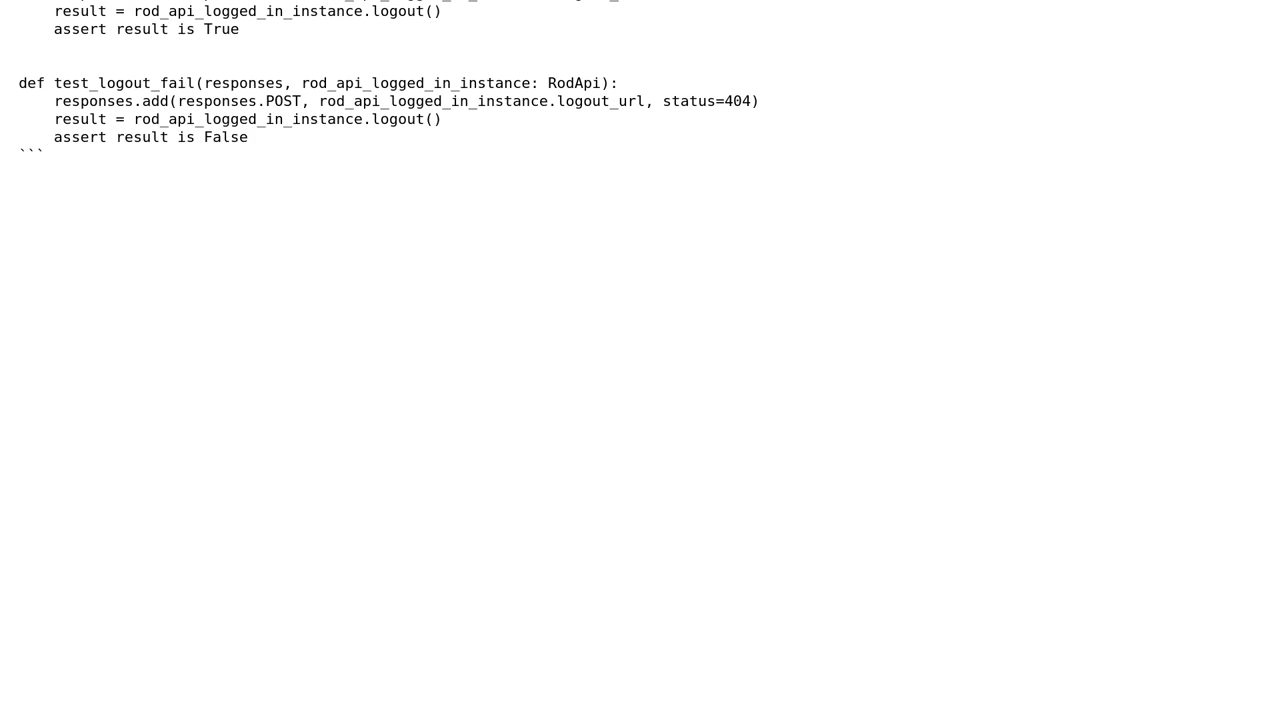 result = rod_api_logged_in_instance.logout()
    assert result is True

def test_logout_fail(responses, rod_api_logged_in_instance: RodApi):
    responses.add(responses.POST, rod_api_logged_in_instance.logout_url, status=404)
    result = rod_api_logged_in_instance.logout()
    assert result is False
```